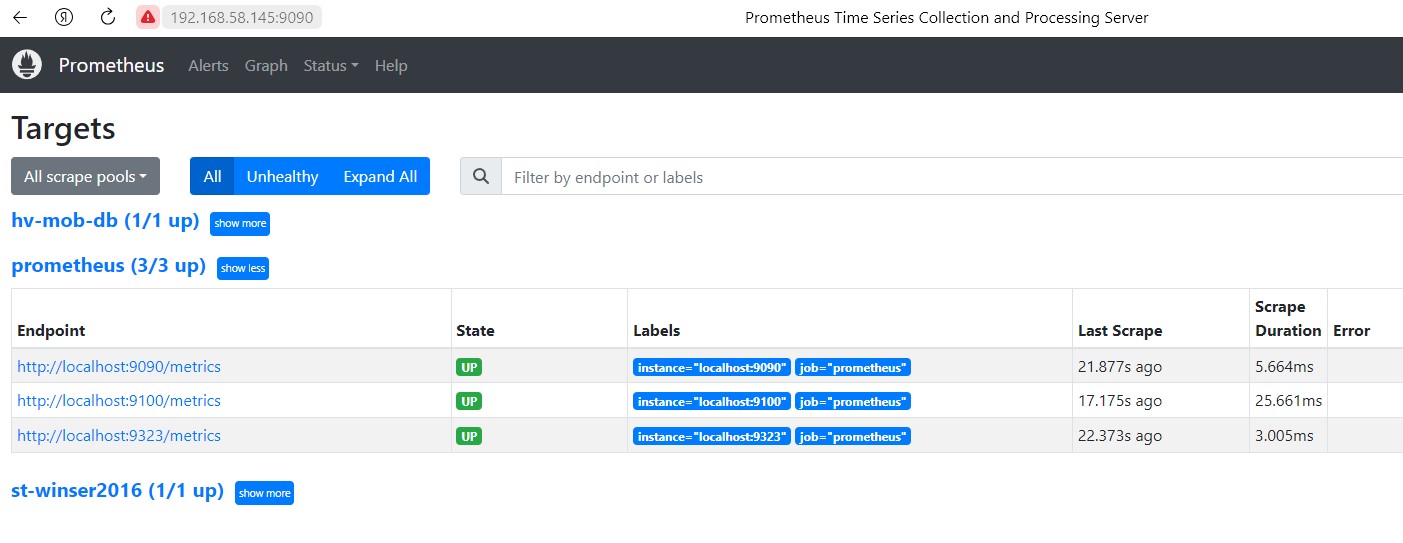 192.168.58.145:9090 Prometheus Time Series Collection and Processing Server
Prometheus Alerts Graph Status Help
Targets
All scrape pools All Unhealthy Expand All Filter by endpoint or labels
hv-mob-db (1/1 up) show more
prometheus (3/3 up) show less
Endpoint State Labels Last Scrape Scrape Duration Error
http://localhost:9090/metrics UP instance="localhost:9090" job="prometheus" 21.877s ago 5.664ms
http://localhost:9100/metrics UP instance="localhost:9100" job="prometheus" 17.175s ago 25.661ms
http://localhost:9323/metrics UP instance="localhost:9323" job="prometheus" 22.373s ago 3.005ms
st-winser2016 (1/1 up) show more